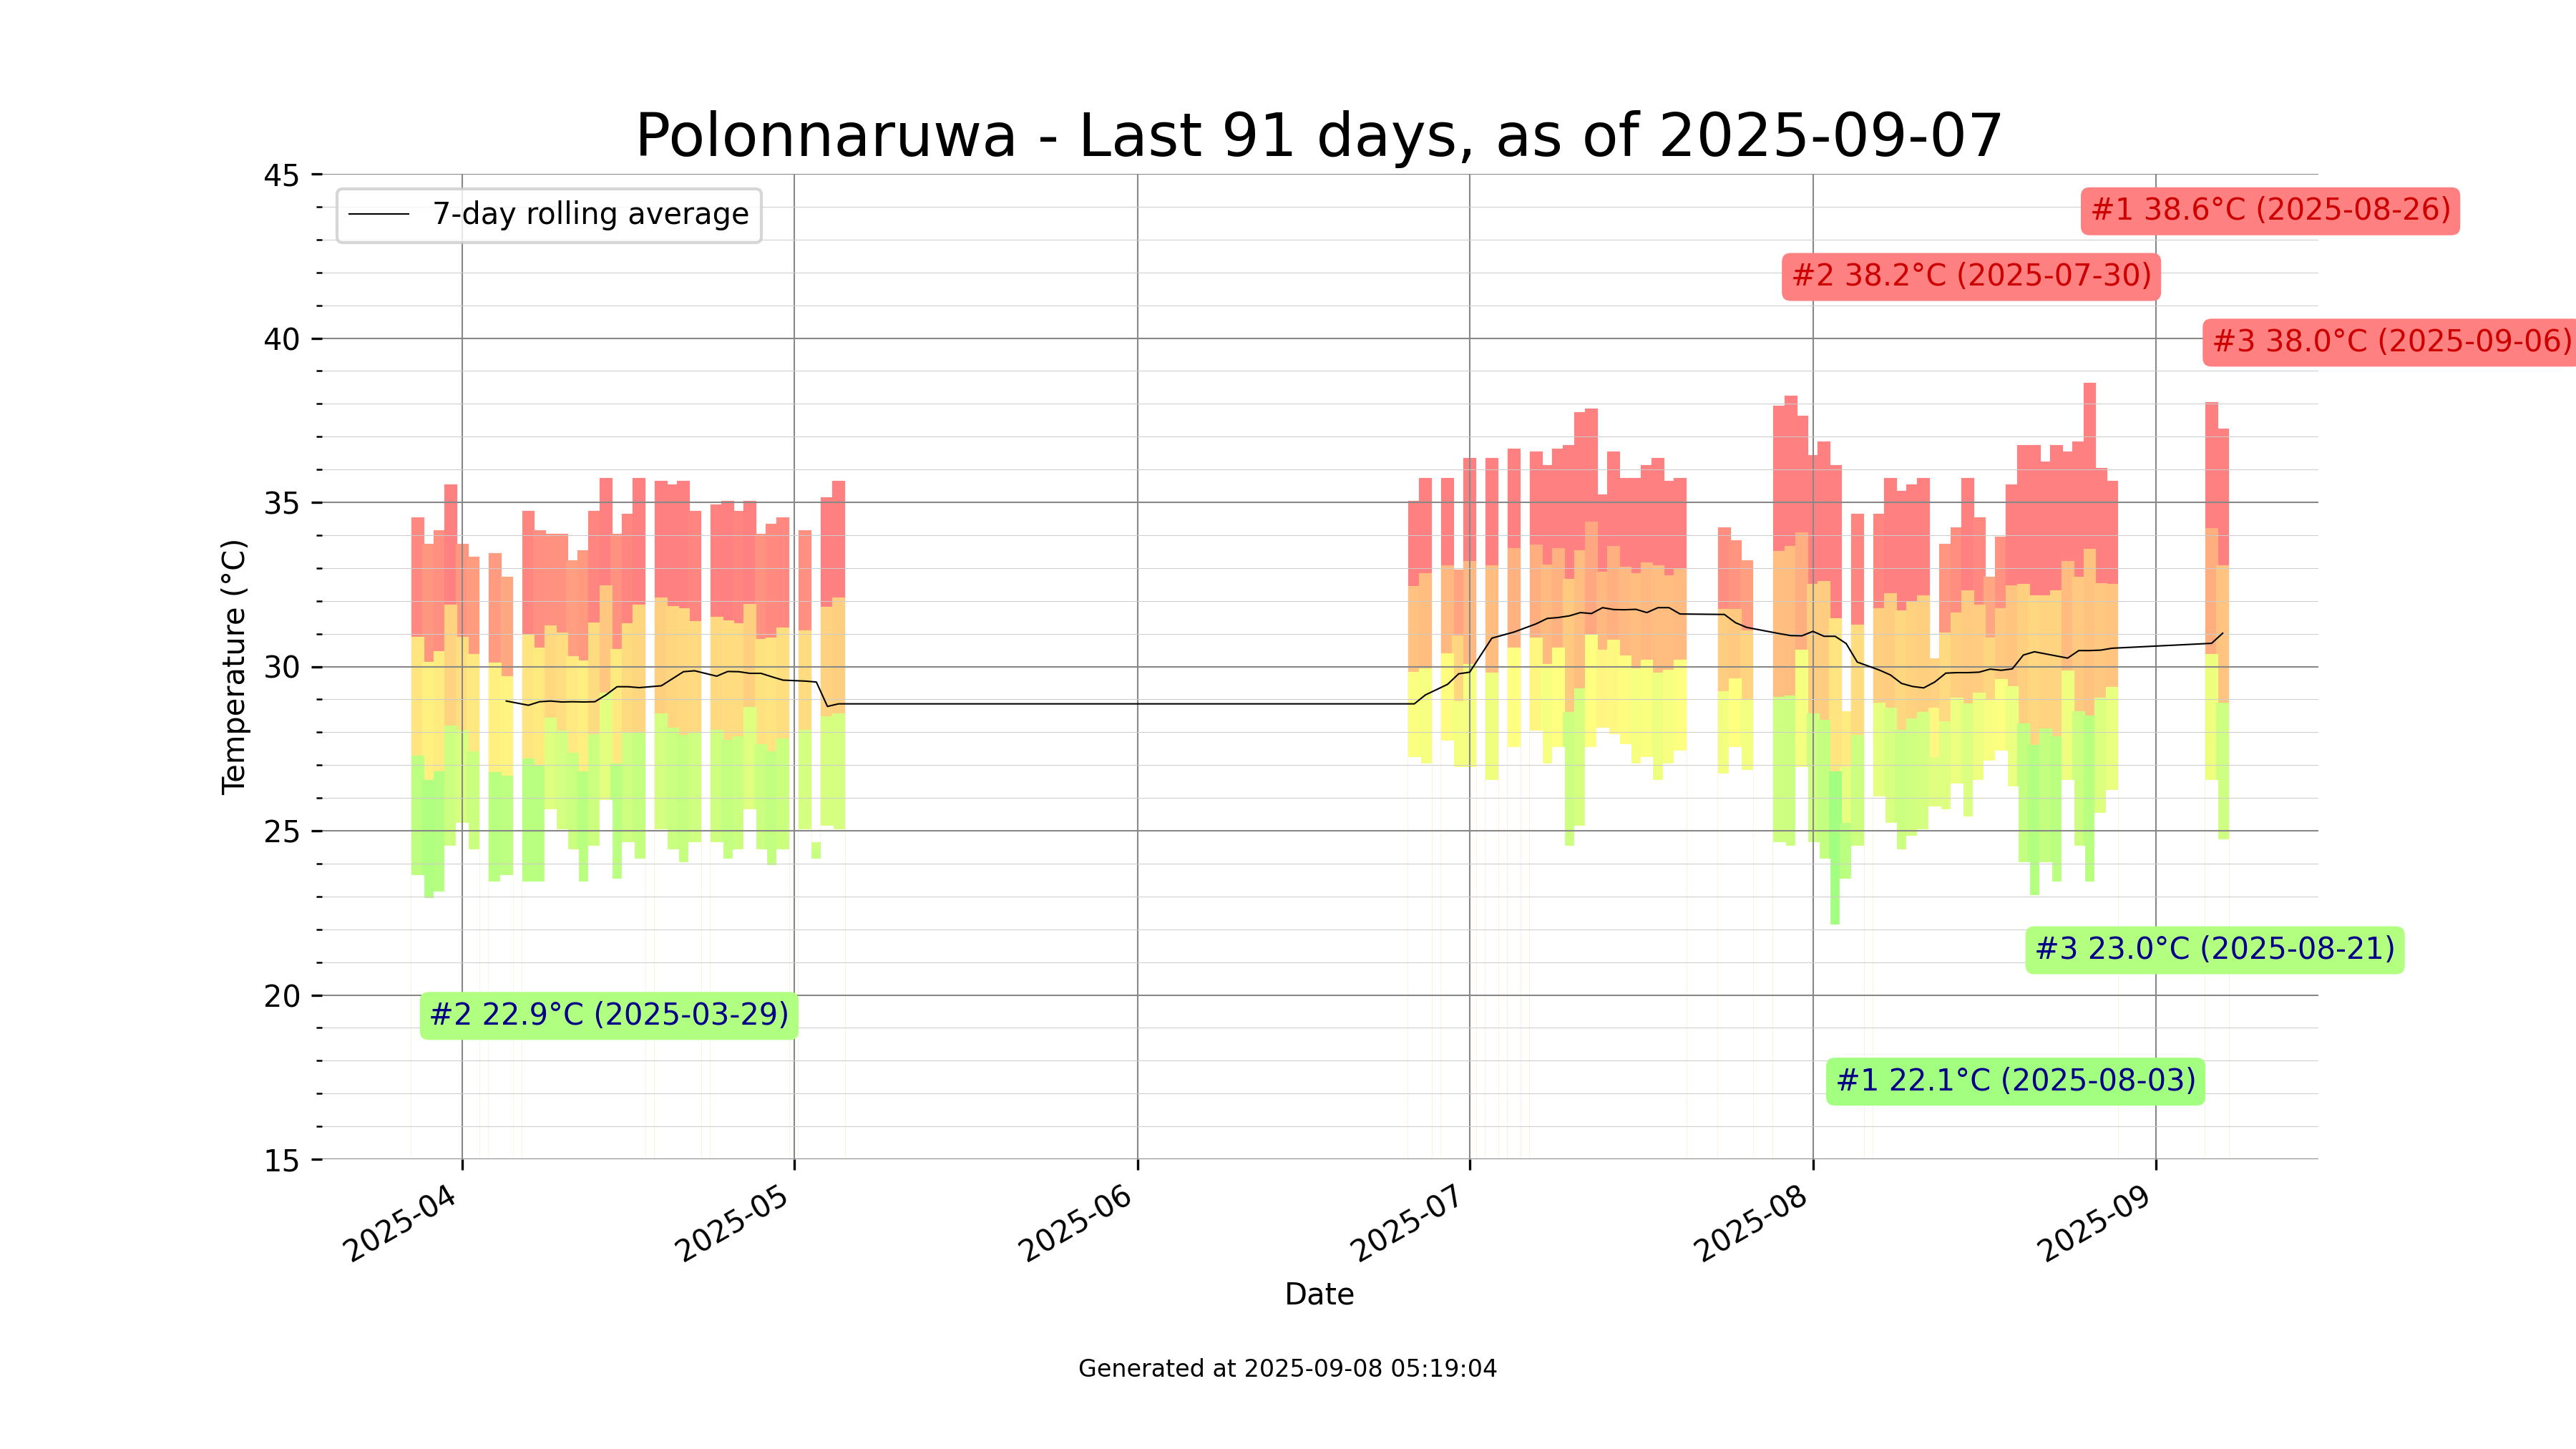 Polonnaruwa - Last 91 days, as of 2025-09-07
7-day rolling average
#1 38.6°C (2025-08-26)
#2 38.2°C (2025-07-30)
#3 38.0°C (2025-09-06)
#3 23.0°C (2025-08-21)
#2 22.9°C (2025-03-29)
#1 22.1°C (2025-08-03)
Temperature (°C)
45
40
35
30
25
20
15
2025-04
2025-05
2025-06
2025-07
2025-08
2025-09
Date
Generated at 2025-09-08 05:19:04